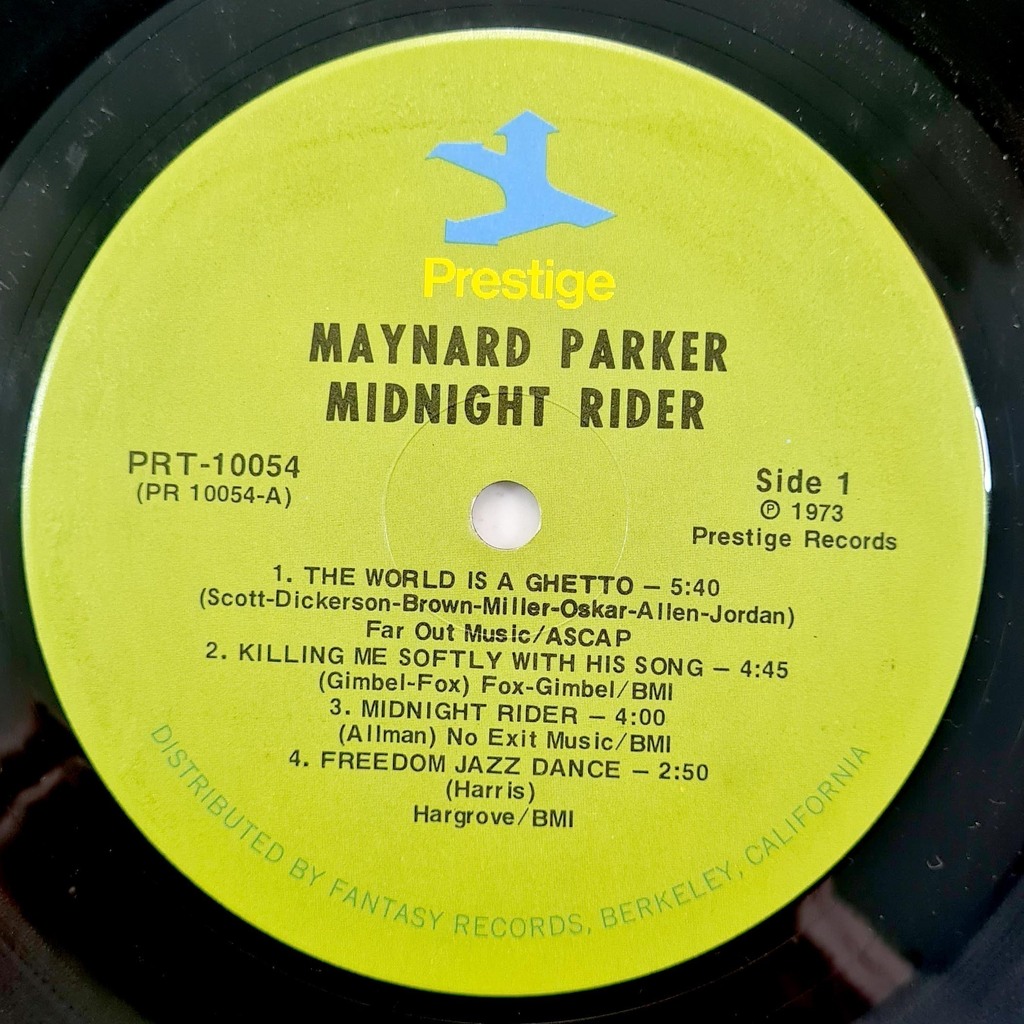 Prestige
MAYNARD PARKER
MIDNIGHT RIDER
PRT-10054
(PR 10054-A)
Side 1
℗ 1973
Prestige Records
1. THE WORLD IS A GHETTO – 5:40
(Scott-Dickerson-Brown-Miller-Oskar-Allen-Jordan)
Far Out Music/ASCAP
2. KILLING ME SOFTLY WITH HIS SONG – 4:45
(Gimbel-Fox) Fox-Gimbel/BMI
3. MIDNIGHT RIDER – 4:00
(Allman) No Exit Music/BMI
4. FREEDOM JAZZ DANCE – 2:50
(Harris)
Hargrove/BMI
DISTRIBUTED BY FANTASY RECORDS, BERKELEY, CALIFORNIA